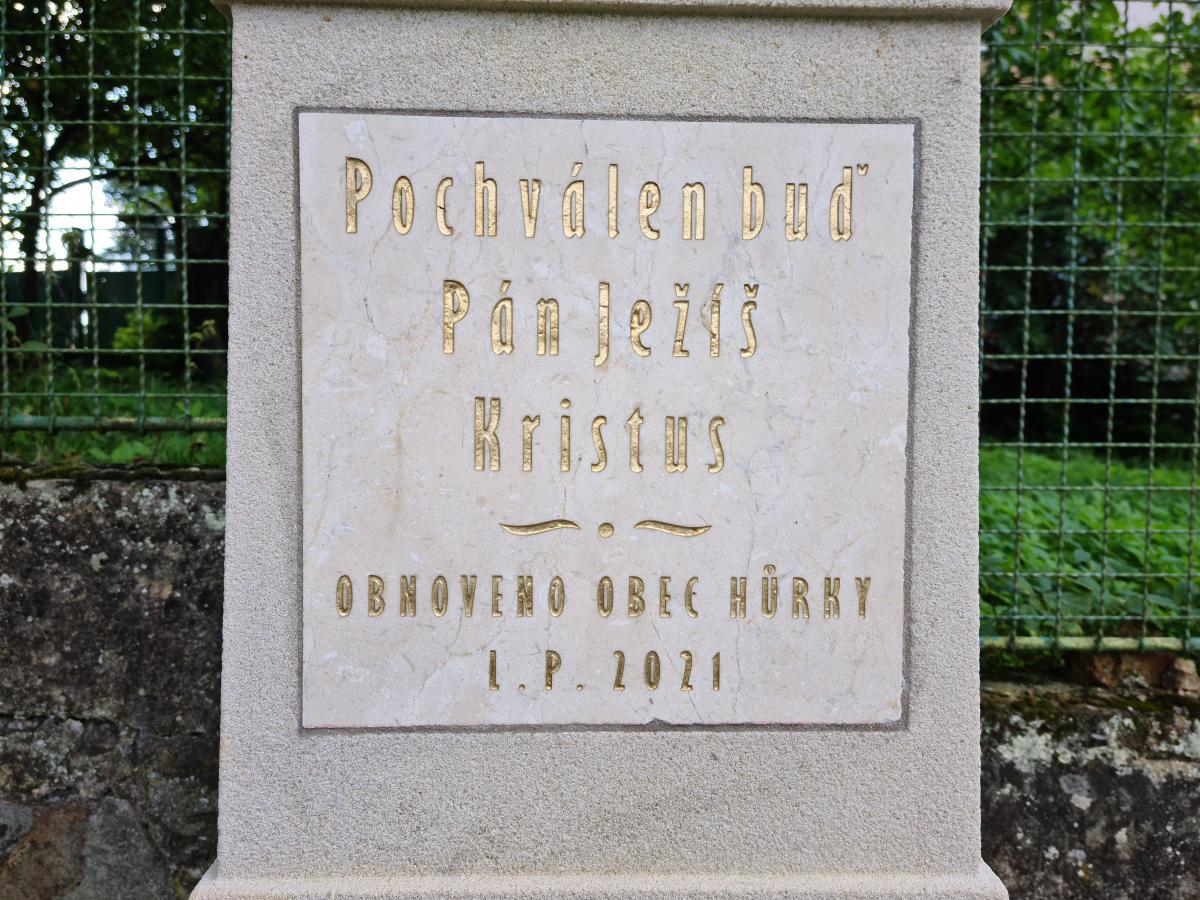 Pochválen buď
Pán Ježíš
Kristus
OBNOVENO OBEC HŮRKY
L.P. 2021